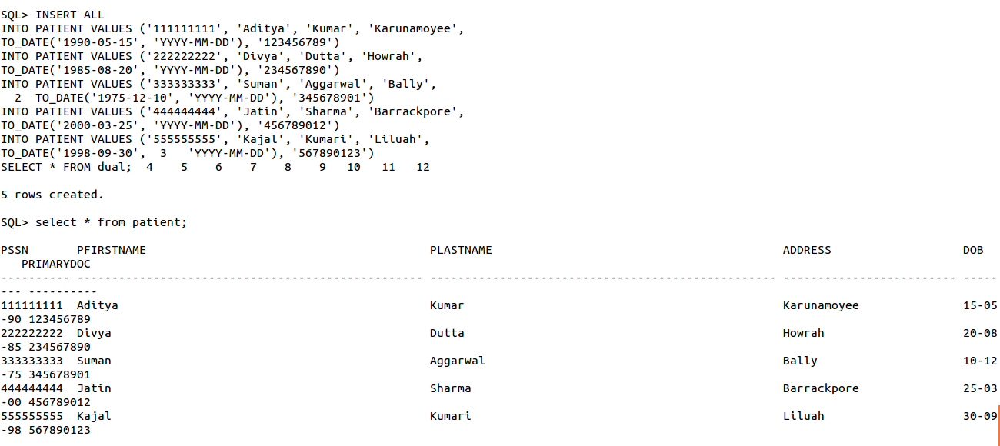 SQL> INSERT ALL
INTO PATIENT VALUES ('111111111', 'Aditya', 'Kumar', 'Karunamoyee',
TO_DATE('1990-05-15', 'YYYY-MM-DD'), '123456789')
INTO PATIENT VALUES ('222222222', 'Divya', 'Dutta', 'Howrah',
TO_DATE('1985-08-20', 'YYYY-MM-DD'), '234567890')
INTO PATIENT VALUES ('333333333', 'Suman', 'Aggarwal', 'Bally',
  2  TO_DATE('1975-12-10', 'YYYY-MM-DD'), '345678901')
INTO PATIENT VALUES ('444444444', 'Jatin', 'Sharma', 'Barrackpore',
TO_DATE('2000-03-25', 'YYYY-MM-DD'), '456789012')
INTO PATIENT VALUES ('555555555', 'Kajal', 'Kumari', 'Liluah',
TO_DATE('1998-09-30',  3   'YYYY-MM-DD'), '567890123')
SELECT * FROM dual;  4    5    6    7    8    9   10   11   12
5 rows created.
SQL> select * from patient;
PSSN       PFIRSTNAME                                         PLASTNAME                                          ADDRESS                   DOB
   PRIMARYDOC
---------- -------------------------------------------------- -------------------------------------------------- ------------------------- -----
--- ----------
111111111  Aditya                                             Kumar                                              Karunamoyee               15-05
-90 123456789
222222222  Divya                                              Dutta                                              Howrah                    20-08
-85 234567890
333333333  Suman                                              Aggarwal                                           Bally                     10-12
-75 345678901
444444444  Jatin                                              Sharma                                             Barrackpore               25-03
-00 456789012
555555555  Kajal                                              Kumari                                             Liluah                    30-09
-98 567890123